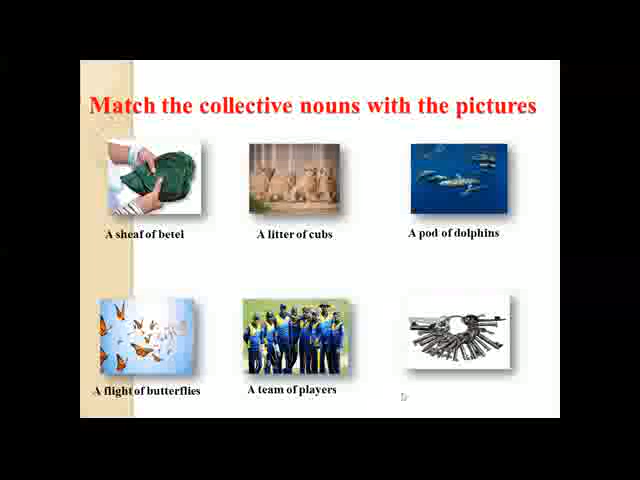 Match the collective nouns with the pictures
A sheaf of betel
A litter of cubs
A pod of dolphins
A flight of butterflies
A team of players